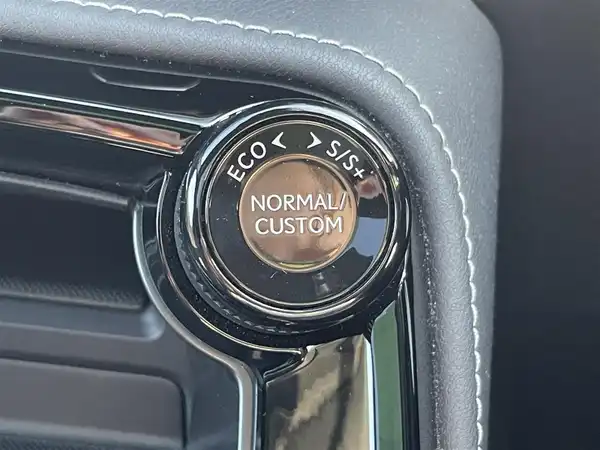 ECO < > S/S+
NORMAL/
CUSTOM